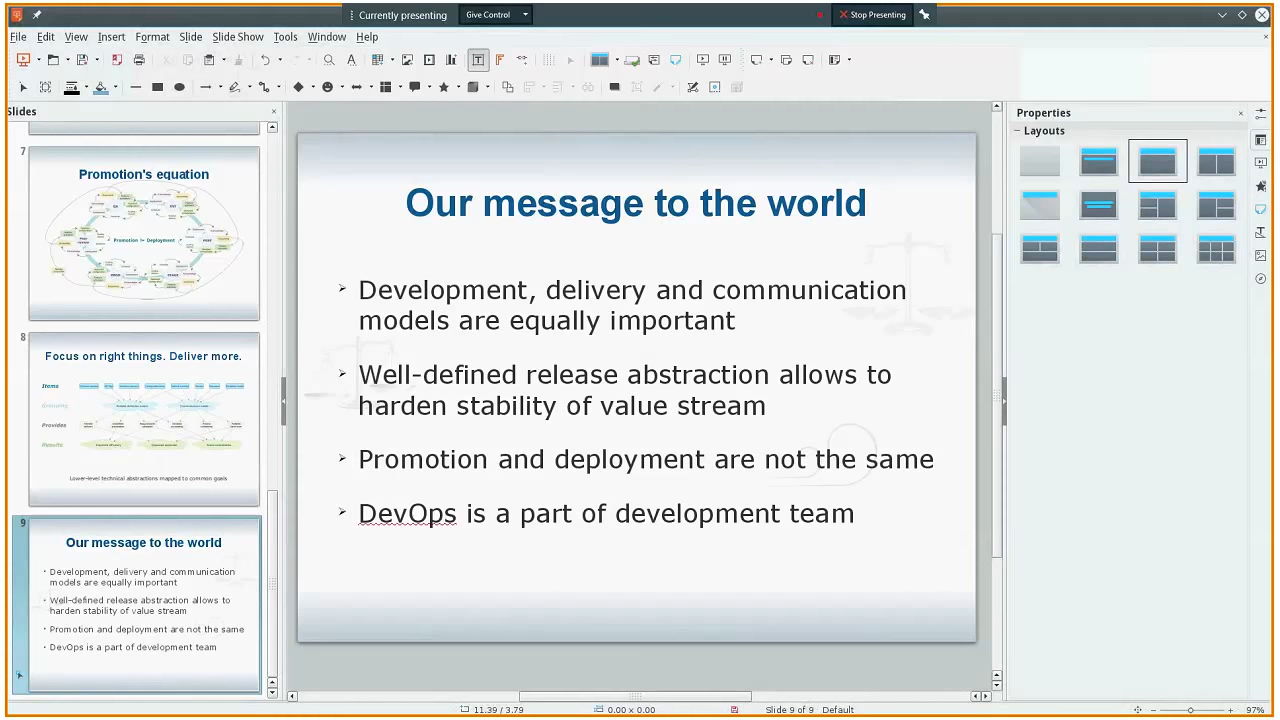 Currently presenting
Give Control
Stop Presenting
File Edit View Insert Format Slide Slide Show Tools Window Help
Slides
7
Promotion's equation
Promotion != Deployment
8
Focus on right things. Deliver more.
Items
Grouping
Provides
Results
Lower-level technical abstractions mapped to common goals
9
Our message to the world
Development, delivery and communication
models are equally important
Well-defined release abstraction allows to
harden stability of value stream
Promotion and deployment are not the same
DevOps is a part of development team
Our message to the world
Development, delivery and communication
models are equally important
Well-defined release abstraction allows to
harden stability of value stream
Promotion and deployment are not the same
DevOps is a part of development team
Properties
Layouts
11.39 / 3.79
0.00 x 0.00
Slide 9 of 9
Default
97%